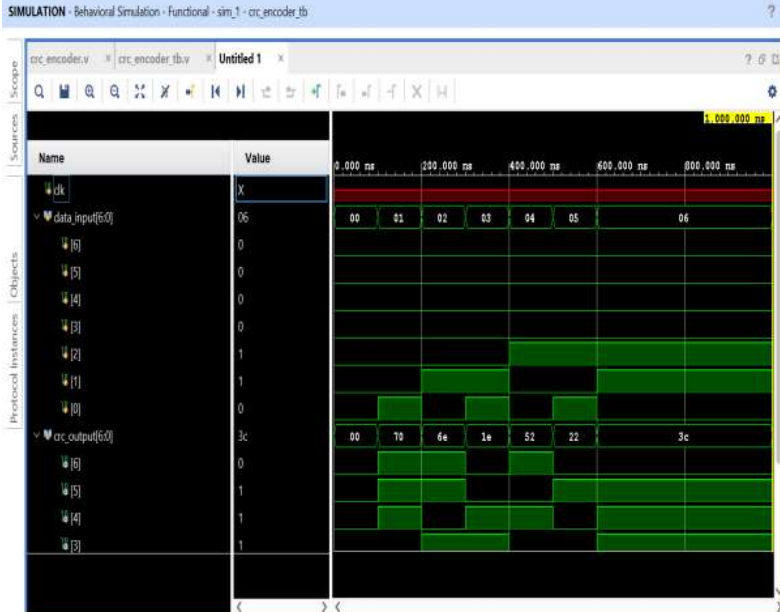 SIMULATION - Behavioral Simulation - Functional - sim_1 - crc_encoder_tb ?
crc_encoder.v × crc_encoder_tb.v × Untitled 1 × ?
1,000.000 ns
Name Value 0.000 ns 200.000 ns 400.000 ns 600.000 ns 800.000 ns
clk X
data_input[6:0] 06 00 01 02 03 04 05 06
[6] 0
[5] 0
[4] 0
[3] 0
[2] 1
[1] 1
[0] 0
crc_output[6:0] 3c 00 70 6e 1e 52 22 3c
[6] 0
[5] 1
[4] 1
[3] 1
Scope
Sources
Objects
Protocol Instances